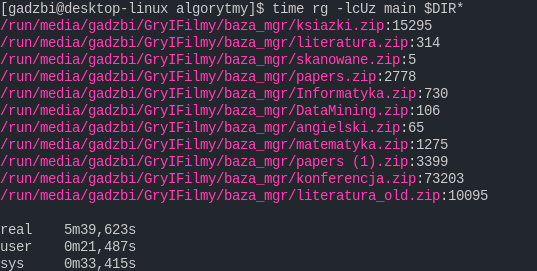 [gadzbi@desktop-linux algorytmy]$ time rg -lcUz main $DIR*
/run/media/gadzbi/GryIFilmy/baza_mgr/ksiazki.zip:15295
/run/media/gadzbi/GryIFilmy/baza_mgr/literatura.zip:314
/run/media/gadzbi/GryIFilmy/baza_mgr/skanowane.zip:5
/run/media/gadzbi/GryIFilmy/baza_mgr/papers.zip:2778
/run/media/gadzbi/GryIFilmy/baza_mgr/Informatyka.zip:730
/run/media/gadzbi/GryIFilmy/baza_mgr/DataMining.zip:106
/run/media/gadzbi/GryIFilmy/baza_mgr/angielski.zip:65
/run/media/gadzbi/GryIFilmy/baza_mgr/matematyka.zip:1275
/run/media/gadzbi/GryIFilmy/baza_mgr/papers (1).zip:3399
/run/media/gadzbi/GryIFilmy/baza_mgr/konferencja.zip:73203
/run/media/gadzbi/GryIFilmy/baza_mgr/literatura_old.zip:10095
real 5m39,623s
user 0m21,487s
sys 0m33,415s